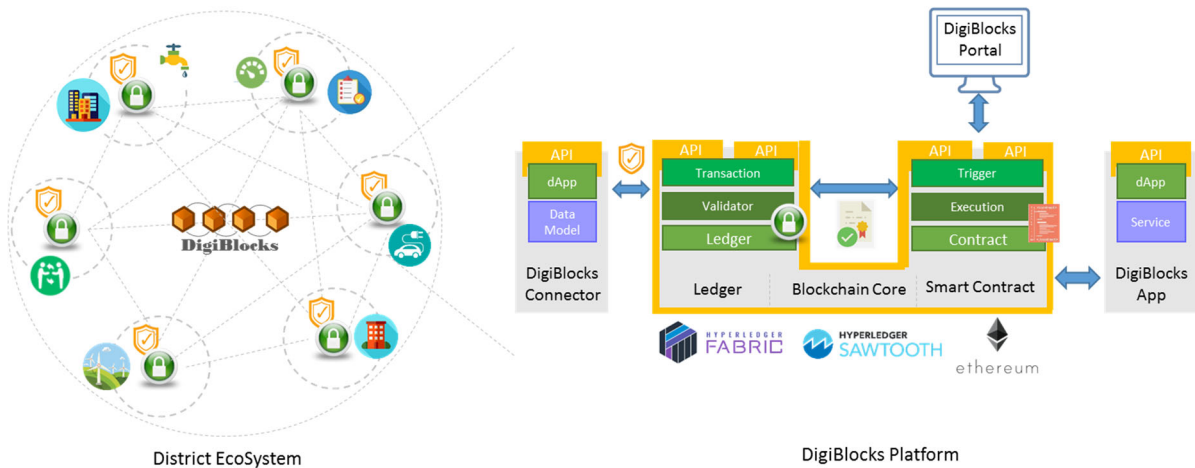 DigiBlocks
District EcoSystem
DigiBlocks
Portal
API
dApp
Data
Model
DigiBlocks
Connector
API
API
Transaction
Validator
Ledger
Ledger
Blockchain Core
API
API
Trigger
Execution
Contract
Smart Contract
API
dApp
Service
DigiBlocks
App
HYPERLEDGER
FABRIC
HYPERLEDGER
SAWTOOTH
ethereum
DigiBlocks Platform